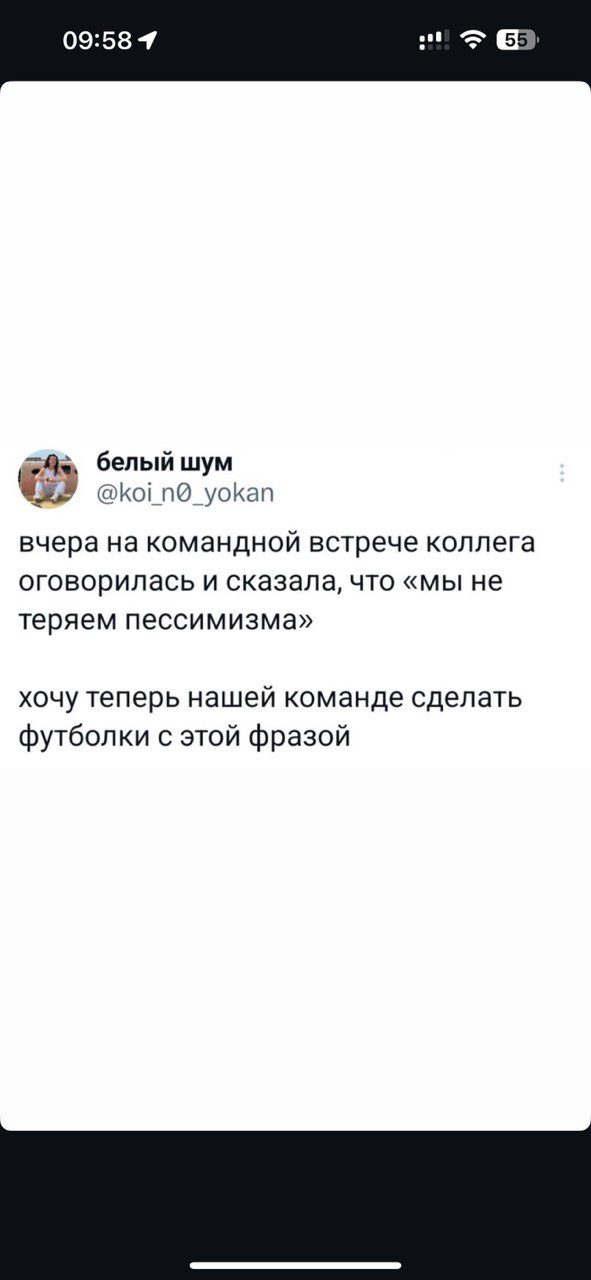 09:58
55
белый шум
@koi_n0_yokan
вчера на командной встрече коллега
оговорилась и сказала, что «мы не
теряем пессимизма»
хочу теперь нашей команде сделать
футболки с этой фразой